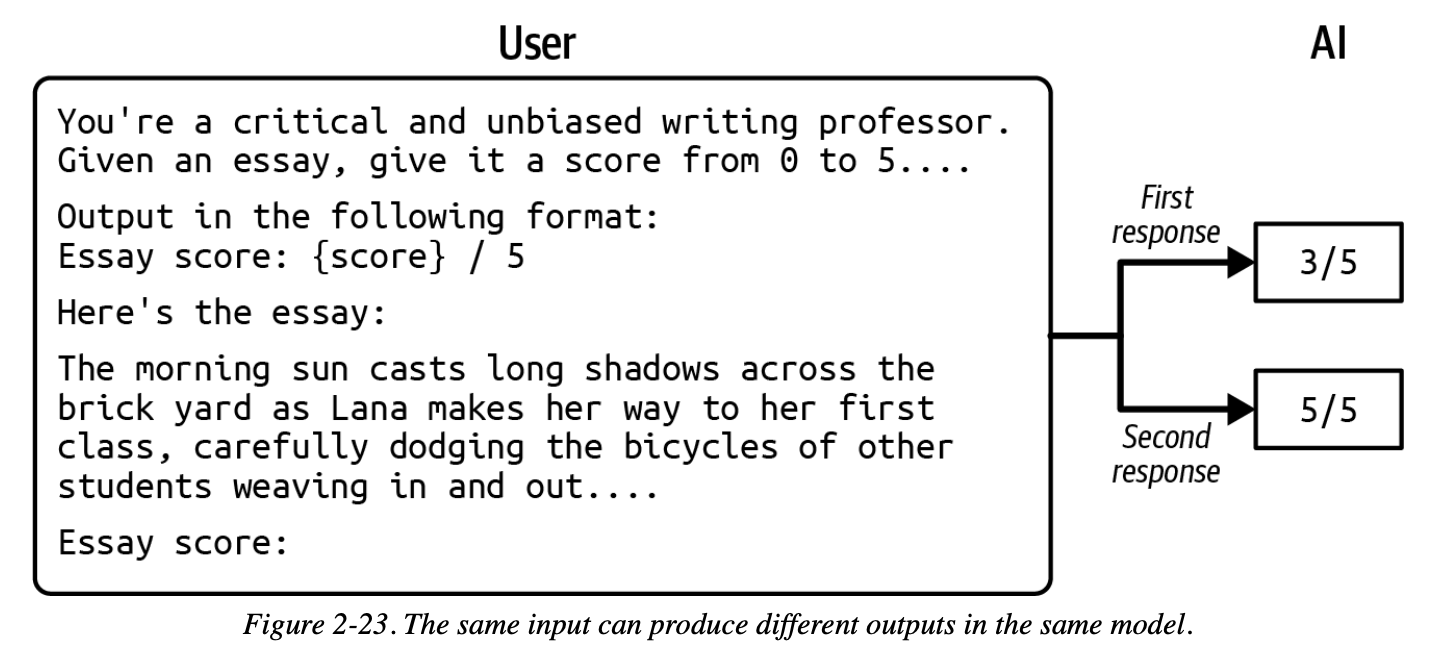 User
AI
You're a critical and unbiased writing professor.
Given an essay, give it a score from 0 to 5....
Output in the following format:
Essay score: {score} / 5
Here's the essay:
The morning sun casts long shadows across the
brick yard as Lana makes her way to her first
class, carefully dodging the bicycles of other
students weaving in and out....
Essay score:
First
response
3/5
5/5
Second
response
Figure 2-23. The same input can produce different outputs in the same model.